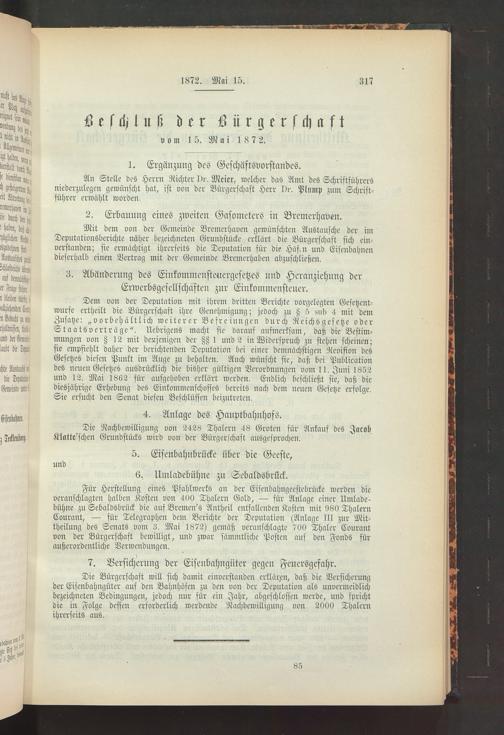 1872. Mai 15.
317
Beschluß der Bürgerschaft
vom 15. Mai 1872.
1. Ergänzung des Geschäftsvorstandes.
An Stelle des Herrn Richter Dr. Meier, welcher das Amt des Schriftführers
niederzulegen gewünscht hat, ist von der Bürgerschaft Herr Dr. Plump zum Schrift-
führer erwählt worden.
2. Erbauung eines zweiten Gasometers in Bremerhaven.
Mit dem von der Gemeinde Bremerhaven gewünschten Austausche der im
Deputationsberichte näher bezeichneten Grundstücke erklärt die Bürgerschaft sich ein-
verstanden; sie ermächtigt ihrerseits die Deputation für die Häfen und Eisenbahnen
dieserhalb einen Vertrag mit der Gemeinde Bremerhaven abzuschließen.
3. Abänderung des Einkommensteuergesetzes und Heranziehung der
Erwerbsgesellschaften zur Einkommensteuer.
Dem von der Deputation mit ihrem dritten Berichte vorgelegten Gesetzent-
wurfe ertheilt die Bürgerschaft ihre Genehmigung; jedoch zu § 5 sub 4 mit dem
Zusatze: „vorbehältlich weiterer Befreiungen durch Reichsgesetze oder
Staatsverträge“. Uebrigens macht sie darauf aufmerksam, daß die Bestim-
mungen von § 12 mit derjenigen der §§ 1 und 2 in Widerspruch zu stehen scheinen;
sie empfiehlt daher der berichtenden Deputation bei einer demnächstigen Revision des
Gesetzes diesen Punkt im Auge zu behalten. Auch wünscht sie, daß bei Publication
des neuen Gesetzes ausdrücklich die bisher gültigen Verordnungen vom 11. Juni 1852
und 12. Mai 1862 für aufgehoben erklärt werden. Endlich beschließt sie, daß die
diesjährige Erhebung des Einkommenschosses bereits nach dem neuen Gesetze erfolge.
Sie ersucht den Senat diesen Beschlüssen beizutreten.
4. Anlage des Hauptbahnhofs.
Die Nachbewilligung von 2428 Thalern 48 Groten für Ankauf des Jacob
Klatte'schen Grundstücks wird von der Bürgerschaft ausgesprochen.
5. Eisenbahnbrücke über die Geeste,
und
6. Umladebühne zu Sebaldsbrück.
Für Herstellung eines Pfahlwerks an der Eisenbahngeestebrücke werden die
veranschlagten halben Kosten von 400 Thalern Gold, — für Anlage einer Umlade-
bühne zu Sebaldsbrück die auf Bremen's Antheil entfallenden Kosten mit 980 Thalern
Courant, — für Telegraphen dem Berichte der Deputation (Anlage III zur Mit-
theilung des Senats vom 3. Mai 1872) gemäß veranschlagte 700 Thaler Courant
von der Bürgerschaft bewilligt, und zwar sämmtliche Posten auf den Fonds für
außerordentliche Verwendungen.
7. Versicherung der Eisenbahngüter gegen Feuersgefahr.
Die Bürgerschaft will sich damit einverstanden erklären, daß die Versicherung
der Eisenbahngüter auf den Bahnhöfen zu den von der Deputation als unvermeidlich
bezeichneten Bedingungen, jedoch nur für ein Jahr, abgeschlossen werde, und spricht
die in Folge dessen erforderlich werdende Nachbewilligung von 2000 Thalern
ihrerseits aus.
85